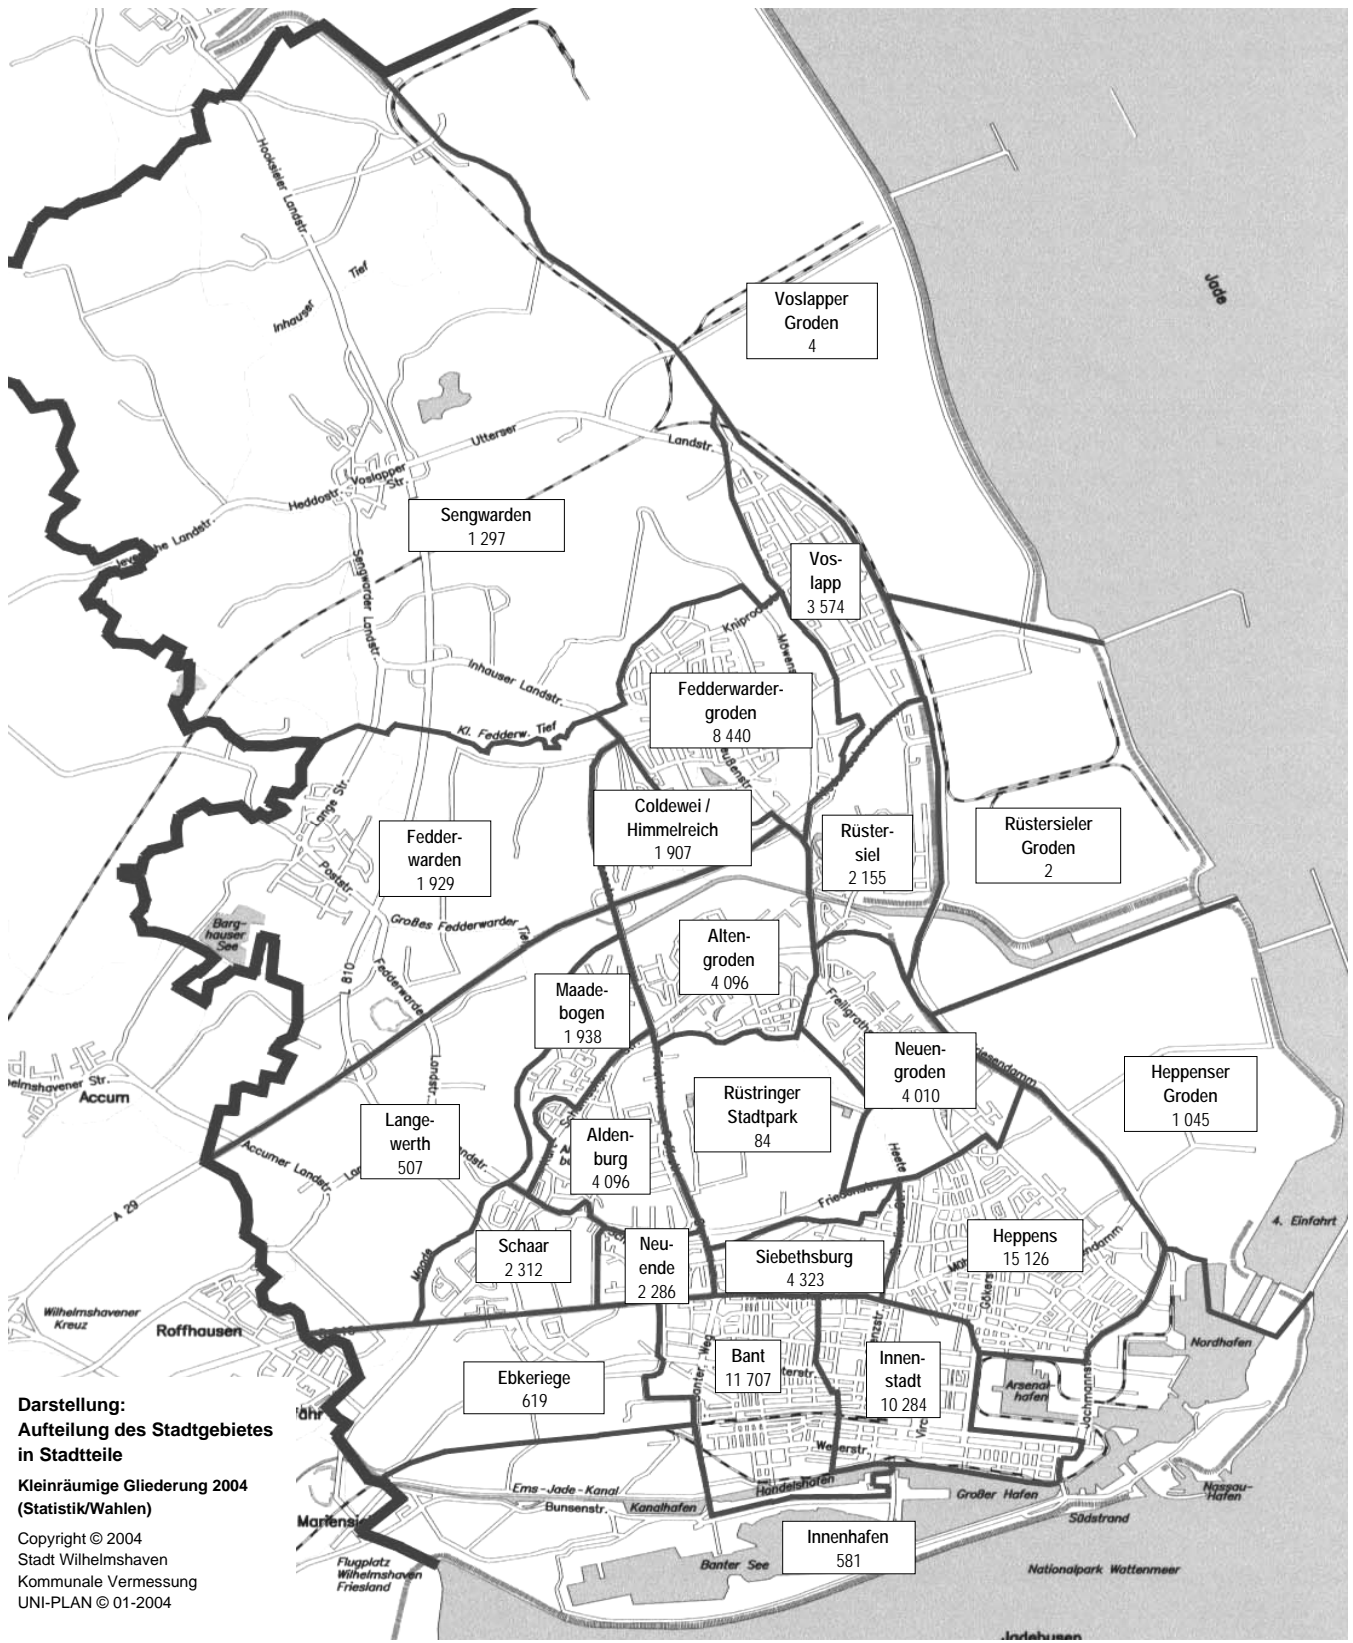 Hooksieler Landstr.
Inhauser
Tief
Jade
Voslapper
Groden
4
Utterser
Landstr.
Heddostr.
Voslapper
Str.
Sengwarden
1 297
Sengwarder Landstr.
Vos-
lapp
3 574
Inhauser Landstr.
Kl. Fedderw. Tief
Fedderwarder-
groden
8 440
Coldewei /
Himmelreich
1 907
Rüster-
siel
2 155
Rüstersieler
Groden
2
Lange Str.
Poststr.
Fedder-
warden
1 929
Barg-
hauser
See
Großes Fedderwarder
L 810
Fedderwarder
Landstr.
Alten-
groden
4 096
Maade-
bogen
1 938
Neuen-
groden
4 010
Rüstringer
Stadtpark
84
Heppenser
Groden
1 045
Accum
Lange-
werth
507
Accumer Landstr.
A 29
Alden-
burg
4 096
Heete
Maade
Schaar
2 312
Neu-
ende
2 286
Siebethsburg
4 323
Heppens
15 126
4. Einfahrt
Wilhelmshavener
Kreuz
Roffhausen
Ebkeriege
619
Bant
11 707
Innen-
stadt
10 284
Nordhafen
Arsenal-
hafen
Ems-Jade-Kanal
Bunsenstr.
Kanalhafen
Handelshafen
Großer Hafen
Nassau-
Hafen
Südstrand
Innenhafen
581
Banter See
Flugplatz
Wilhelmshaven
Friesland
Nationalpark Wattenmeer
Jadebusen
Darstellung:
Aufteilung des Stadtgebietes
in Stadtteile
Kleinräumige Gliederung 2004
(Statistik/Wahlen)
Copyright © 2004
Stadt Wilhelmshaven
Kommunale Vermessung
UNI-PLAN © 01-2004